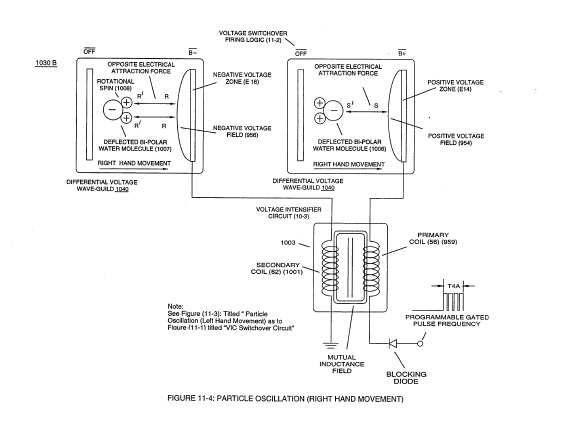 VOLTAGE SWITCHOVER
FIRING LOGIC (11-2)
OFF
B-
OFF
B+
1030 B
OPPOSITE ELECTRICAL
ATTRACTION FORCE
ROTATIONAL
SPIN (1006)
R' R
R' R
DEFLECTED BI-POLAR
WATER MOLECULE (1007)
RIGHT HAND MOVEMENT
NEGATIVE VOLTAGE
ZONE (E 16)
NEGATIVE VOLTAGE
FIELD (956)
DIFFERENTIAL VOLTAGE
WAVE-GUILD 1040
OPPOSITE ELECTRICAL
ATTRACTION FORCE
S' S
DEFLECTED BI-POLAR
WATER MOLECULE (1006)
RIGHT HAND MOVEMENT
POSITIVE VOLTAGE
ZONE (E14)
POSITIVE VOLTAGE
FIELD (954)
DIFFERENTIAL VOLTAGE
WAVE-GUILD 1040
VOLTAGE INTENSIFIER
CIRCUIT (10-3)
1003
PRIMARY
COIL (56) (959)
SECONDARY
COIL (62) (1001)
T4A
PROGRAMMABLE GATED
PULSE FREQUENCY
Note:
See Figure (11-3): Titled " Particle
Oscillation (Left Hand Movement) as to
Figure (11-1) titled "VIC Switchover Circuit"
MUTUAL
INDUCTANCE
FIELD
BLOCKING
DIODE
FIGURE 11-4: PARTICLE OSCILLATION (RIGHT HAND MOVEMENT)